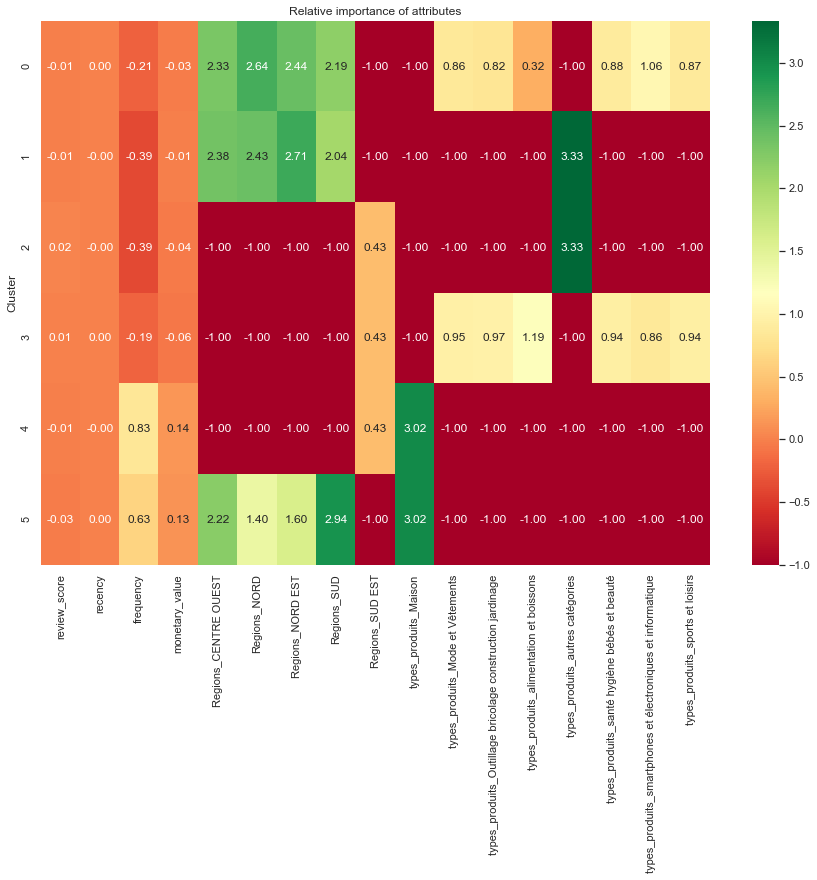 Relative importance of attributes
Cluster
0 -0.01 0.00 -0.21 -0.03 2.33 2.64 2.44 2.19 -1.00 -1.00 0.86 0.82 0.32 -1.00 0.88 1.06 0.87
1 -0.01 -0.00 -0.39 -0.01 2.38 2.43 2.71 2.04 -1.00 -1.00 -1.00 -1.00 -1.00 3.33 -1.00 -1.00 -1.00
2 0.02 -0.00 -0.39 -0.04 -1.00 -1.00 -1.00 -1.00 0.43 -1.00 -1.00 -1.00 -1.00 3.33 -1.00 -1.00 -1.00
3 0.01 0.00 -0.19 -0.06 -1.00 -1.00 -1.00 -1.00 0.43 -1.00 0.95 0.97 1.19 -1.00 0.94 0.86 0.94
4 -0.01 -0.00 0.83 0.14 -1.00 -1.00 -1.00 -1.00 0.43 3.02 -1.00 -1.00 -1.00 -1.00 -1.00 -1.00 -1.00
5 -0.03 0.00 0.63 0.13 2.22 1.40 1.60 2.94 -1.00 3.02 -1.00 -1.00 -1.00 -1.00 -1.00 -1.00 -1.00
review_score
recency
frequency
monetary_value
Regions_CENTRE OUEST
Regions_NORD
Regions_NORD EST
Regions_SUD
Regions_SUD EST
types_produits_Maison
types_produits_Mode et Vêtements
types_produits_Outillage bricolage construction jardinage
types_produits_alimentation et boissons
types_produits_autres catégories
types_produits_santé hygiène bébés et beauté
types_produits_smartphones et électroniques et informatique
types_produits_sports et loisirs
3.0
2.5
2.0
1.5
1.0
0.5
0.0
−0.5
−1.0